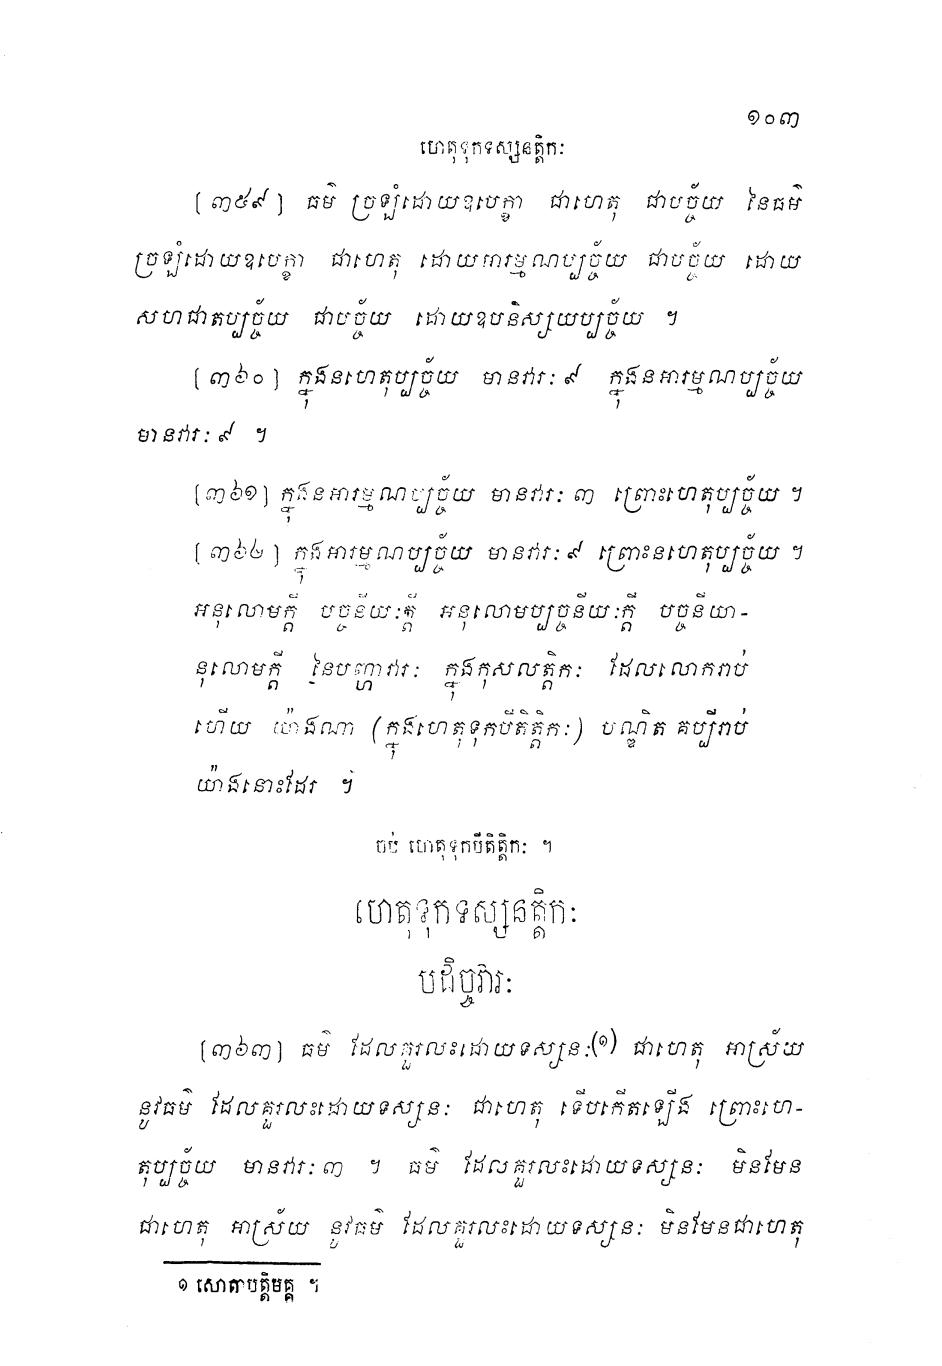 ១០៣
ហេតុទុកទស្សនត្តិកៈ
[៣៥៩] ធម៌ ច្រឡំដោយឧបេក្ខា ជាហេតុ ជាបច្ច័យ នៃធម៌
ច្រឡំដោយឧបេក្ខា ជាហេតុ ដោយអារម្មណប្បច្ច័យ ជាបច្ច័យ ដោយ
សហជាតប្បច្ច័យ ជាបច្ច័យ ដោយឧបនិស្សយប្បច្ច័យ ។
[៣៦០] ក្នុងនហេតុប្បច្ច័យ មានវារៈ ៩ ក្នុងនអារម្មណប្បច្ច័យ
មានវារៈ ៩ ។
[៣៦១] ក្នុងនអារម្មណប្បច្ច័យ មានវារៈ ៣ ព្រោះហេតុប្បច្ច័យ ។
[៣៦២] ក្នុងអារម្មណប្បច្ច័យ មានវារៈ ៩ ព្រោះនហេតុប្បច្ច័យ ។
អនុលោមក្តី បច្ចនីយៈក្តី អនុលោមប្បច្ចនីយៈក្តី បច្ចនីយា-
នុលោមក្តី នៃបញ្ហាវារៈ ក្នុងកុសលត្តិកៈ ដែលលោករាប់
ហើយ យ៉ាងណា (ក្នុងហេតុទុកបីតិត្តិកៈ) បណ្ឌិត គប្បីរាប់
យ៉ាងនោះដែរ ។
ចប់ ហេតុទុកបីតិត្តិកៈ ។
ហេតុទុកទស្សនត្តិកៈ
បដិច្ចវារៈ
[៣៦៣] ធម៌ ដែលគួរលះដោយទស្សនៈ(១) ជាហេតុ អាស្រ័យ
នូវធម៌ ដែលគួរលះដោយទស្សនៈ ជាហេតុ ទើបកើតឡើង ព្រោះហេ-
តុប្បច្ច័យ មានវារៈ ៣ ។ ធម៌ ដែលគួរលះដោយទស្សនៈ មិនមែន
ជាហេតុ អាស្រ័យ នូវធម៌ ដែលគួរលះដោយទស្សនៈ មិនមែនជាហេតុ
១ សោតាបត្តិមគ្គ ។